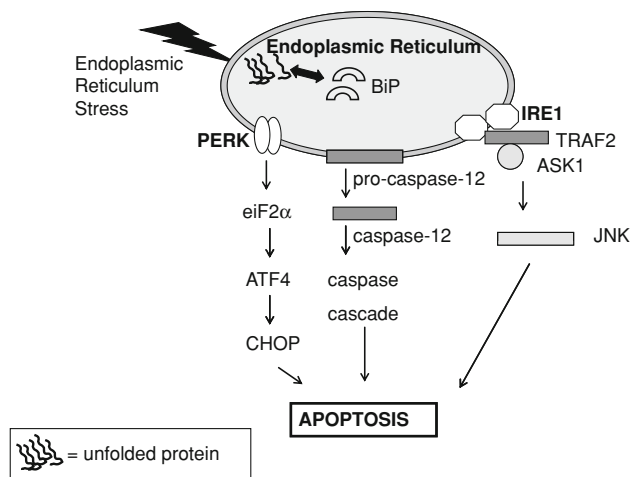 Endoplasmic Reticulum
Endoplasmic
Reticulum
Stress
BiP
IRE1
PERK
TRAF2
ASK1
pro-caspase-12
eiF2α
caspase-12
JNK
ATF4
caspase
cascade
CHOP
APOPTOSIS
= unfolded protein